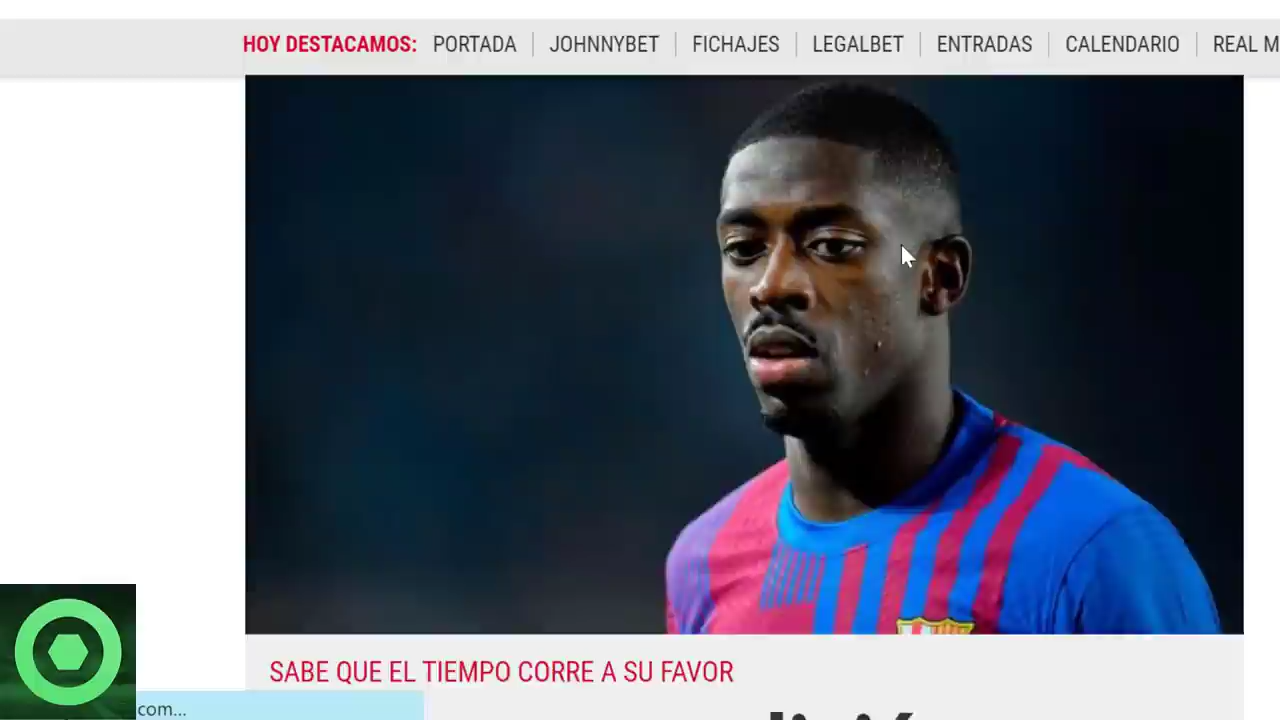 HOY DESTACAMOS: PORTADA JOHNNYBET FICHAJES LEGALBET ENTRADAS CALENDARIO REAL M
SABE QUE EL TIEMPO CORRE A SU FAVOR
com...